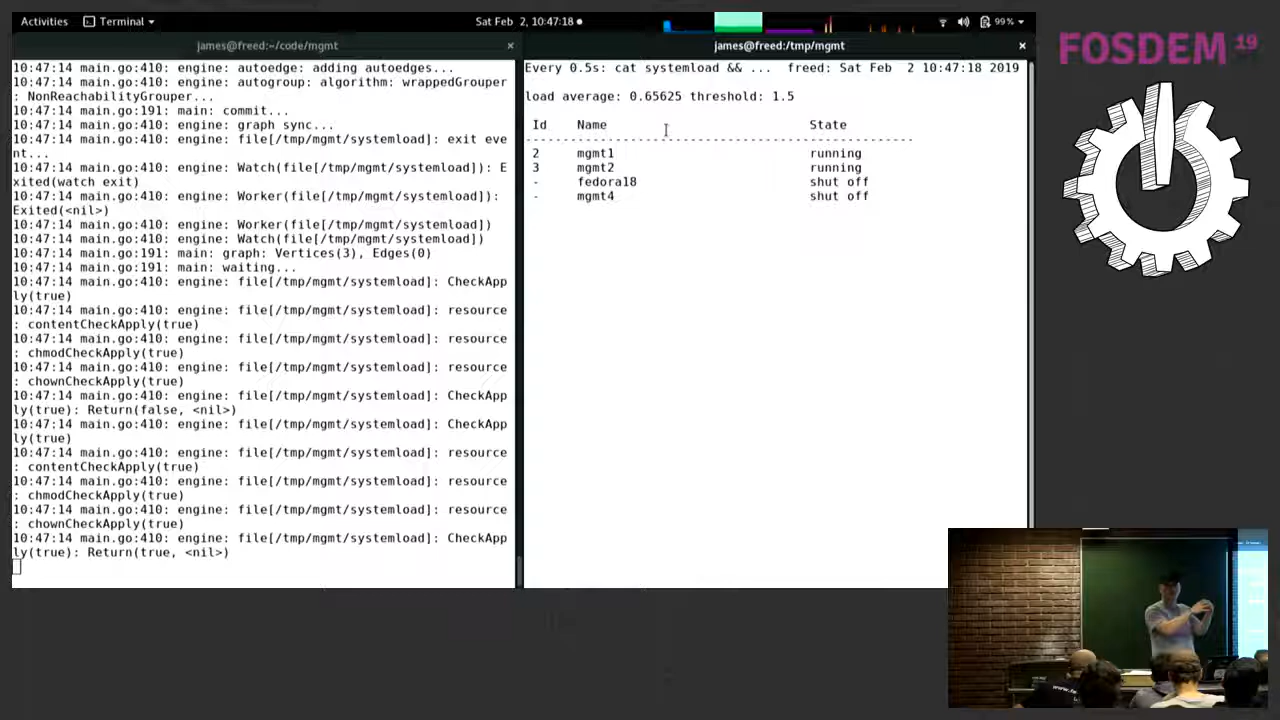 Activities Terminal Sat Feb 2, 10:47:18 99%
FOSDEM 19
james@freed:~/code/mgmt × james@freed:/tmp/mgmt ×
10:47:14 main.go:410: engine: autoedge: adding autoedges...
10:47:14 main.go:410: engine: autogroup: algorithm: wrappedGrouper
: NonReachabilityGrouper...
10:47:14 main.go:191: main: commit...
10:47:14 main.go:410: engine: graph sync...
10:47:14 main.go:410: engine: file[/tmp/mgmt/systemload]: exit eve
nt...
10:47:14 main.go:410: engine: Watch(file[/tmp/mgmt/systemload]): E
xited(watch exit)
10:47:14 main.go:410: engine: Worker(file[/tmp/mgmt/systemload]):
Exited(<nil>)
10:47:14 main.go:410: engine: Worker(file[/tmp/mgmt/systemload])
10:47:14 main.go:410: engine: Watch(file[/tmp/mgmt/systemload])
10:47:14 main.go:191: main: graph: Vertices(3), Edges(0)
10:47:14 main.go:191: main: waiting...
10:47:14 main.go:410: engine: file[/tmp/mgmt/systemload]: CheckApp
ly(true)
10:47:14 main.go:410: engine: file[/tmp/mgmt/systemload]: resource
: contentCheckApply(true)
10:47:14 main.go:410: engine: file[/tmp/mgmt/systemload]: resource
: chmodCheckApply(true)
10:47:14 main.go:410: engine: file[/tmp/mgmt/systemload]: resource
: chownCheckApply(true)
10:47:14 main.go:410: engine: file[/tmp/mgmt/systemload]: CheckApp
ly(true): Return(false, <nil>)
10:47:14 main.go:410: engine: file[/tmp/mgmt/systemload]: CheckApp
ly(true)
10:47:14 main.go:410: engine: file[/tmp/mgmt/systemload]: resource
: contentCheckApply(true)
10:47:14 main.go:410: engine: file[/tmp/mgmt/systemload]: resource
: chmodCheckApply(true)
10:47:14 main.go:410: engine: file[/tmp/mgmt/systemload]: resource
: chownCheckApply(true)
10:47:14 main.go:410: engine: file[/tmp/mgmt/systemload]: CheckApp
ly(true): Return(true, <nil>)
Every 0.5s: cat systemload && ... freed: Sat Feb 2 10:47:18 2019
load average: 0.65625 threshold: 1.5
Id Name State
----------------------------------------------------
2 mgmt1 running
3 mgmt2 running
- fedora18 shut off
- mgmt4 shut off